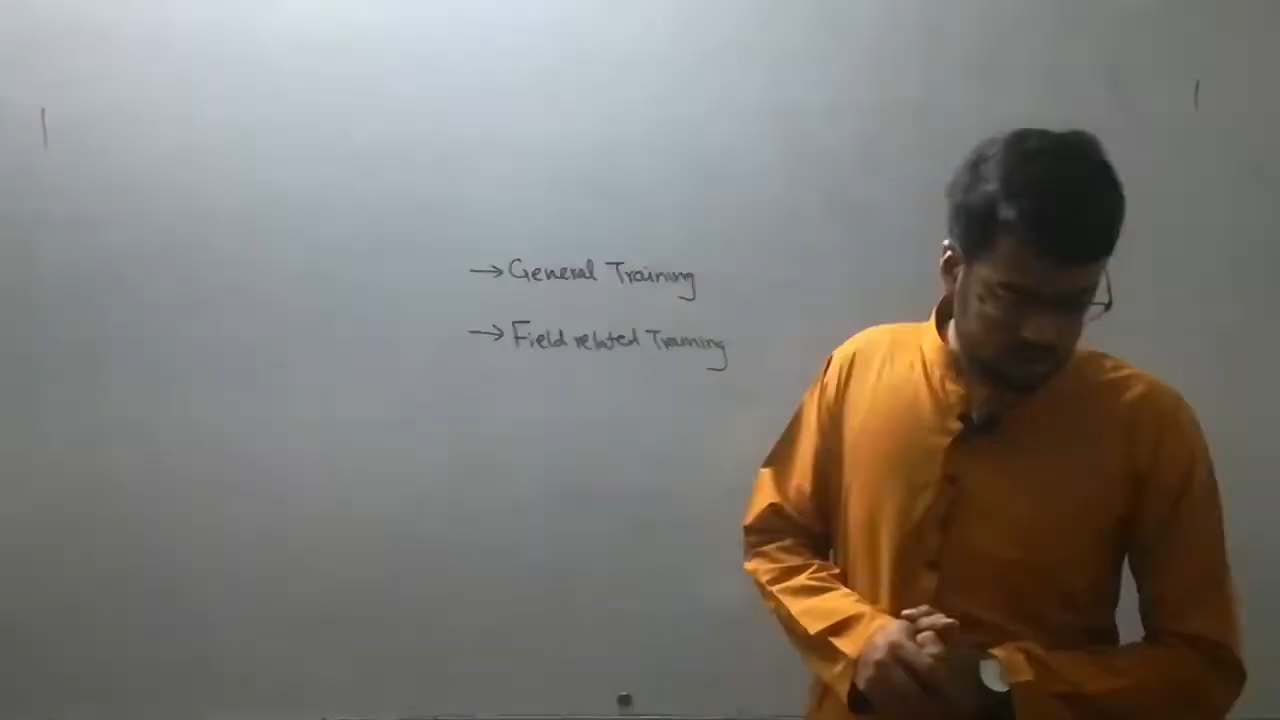 → General Training
→ Field related Training